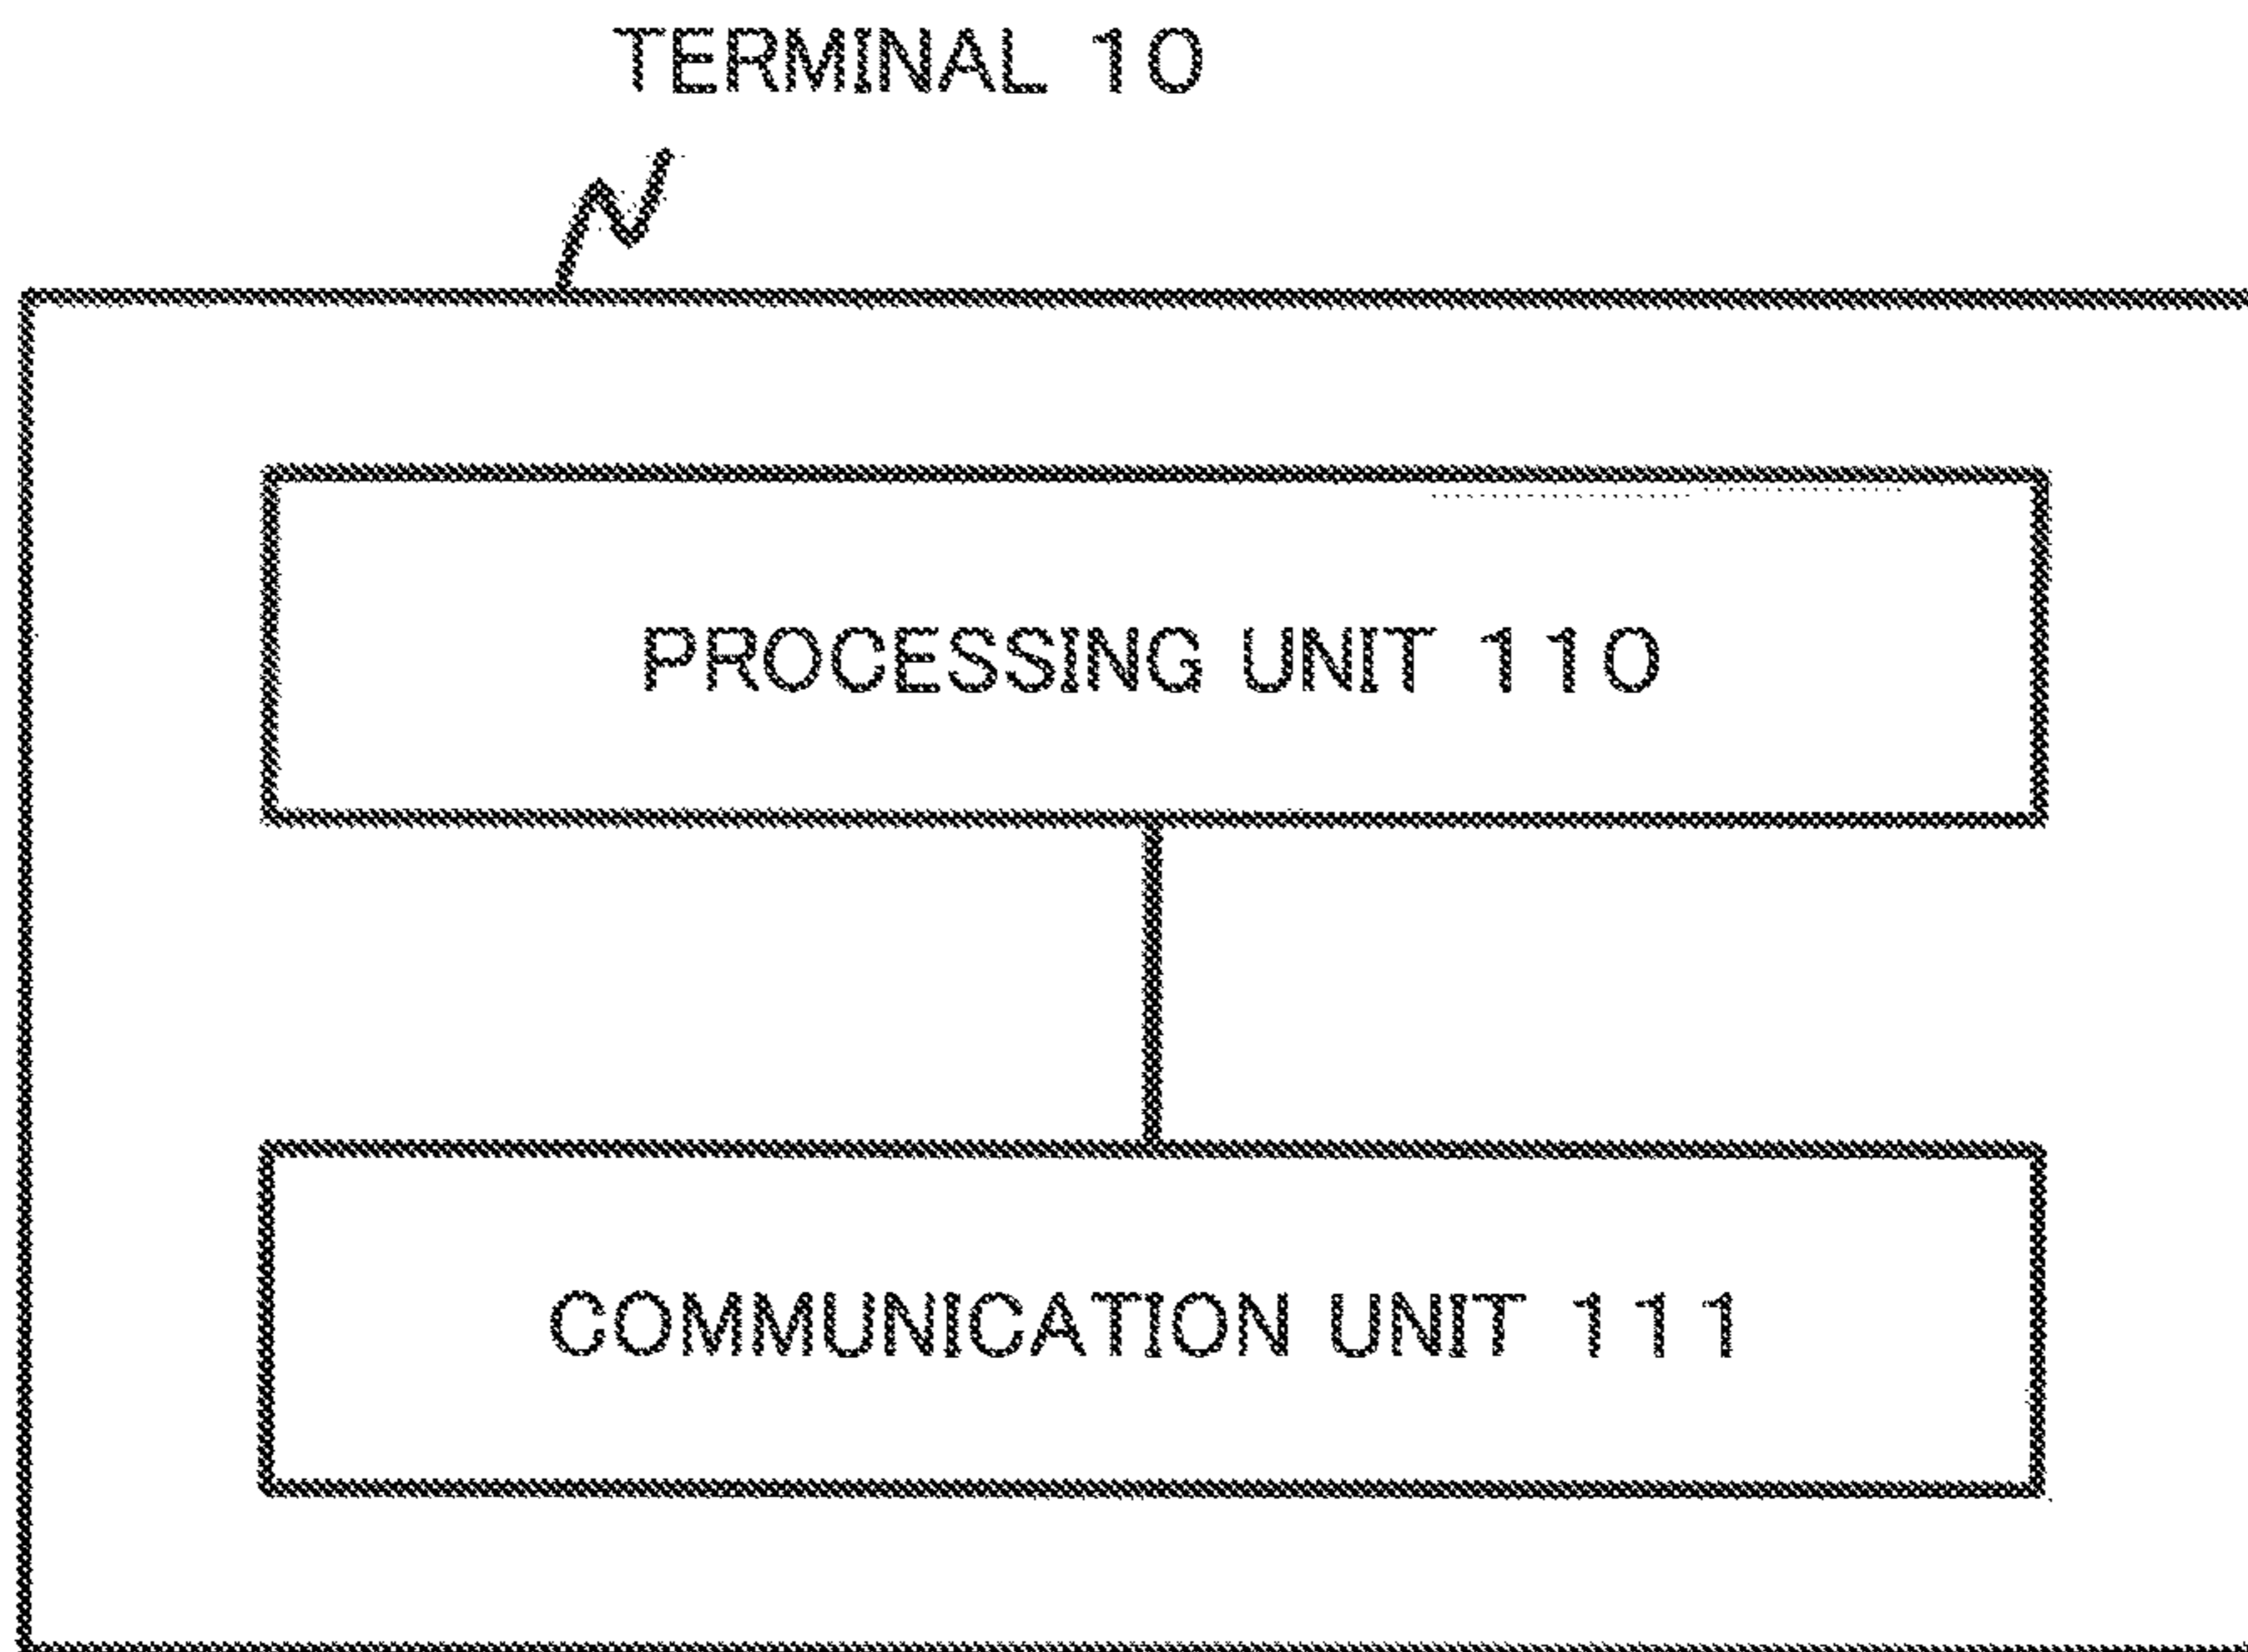 TERMINAL 10
PROCESSING UNIT 110
COMMUNICATION UNIT 111